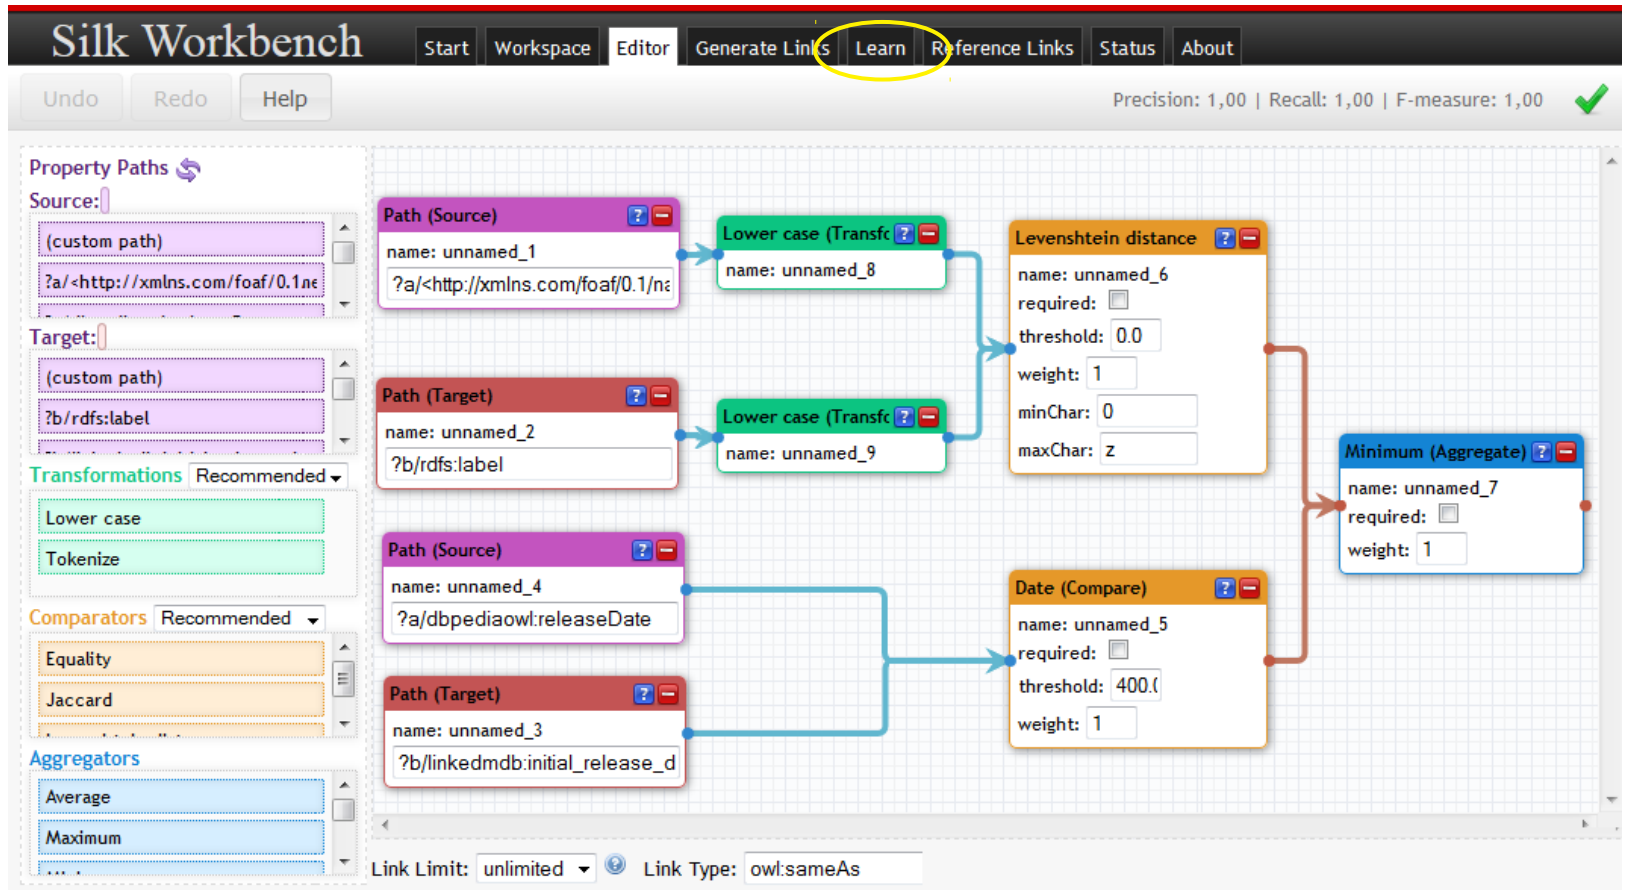 Silk Workbench
Start Workspace Editor Generate Links Learn Reference Links Status About
Undo Redo Help
Precision: 1,00 | Recall: 1,00 | F-measure: 1,00
Property Paths
Source:
(custom path)
?a/<http://xmlns.com/foaf/0.1
Target:
(custom path)
?b/rdfs:label
Transformations Recommended
Lower case
Tokenize
Comparators Recommended
Equality
Jaccard
Aggregators
Average
Maximum
Path (Source)
name: unnamed_1
?a/<http://xmlns.com/foaf/0.1/na
Path (Target)
name: unnamed_2
?b/rdfs:label
Path (Source)
name: unnamed_4
?a/dbpediaowl:releaseDate
Path (Target)
name: unnamed_3
?b/linkedmdb:initial_release_d
Lower case (Transfc
name: unnamed_8
Lower case (Transfc
name: unnamed_9
Levenshtein distance
name: unnamed_6
required:
threshold: 0.0
weight: 1
minChar: 0
maxChar: z
Date (Compare)
name: unnamed_5
required:
threshold: 400.(
weight: 1
Minimum (Aggregate)
name: unnamed_7
required:
weight: 1
Link Limit: unlimited Link Type: owl:sameAs